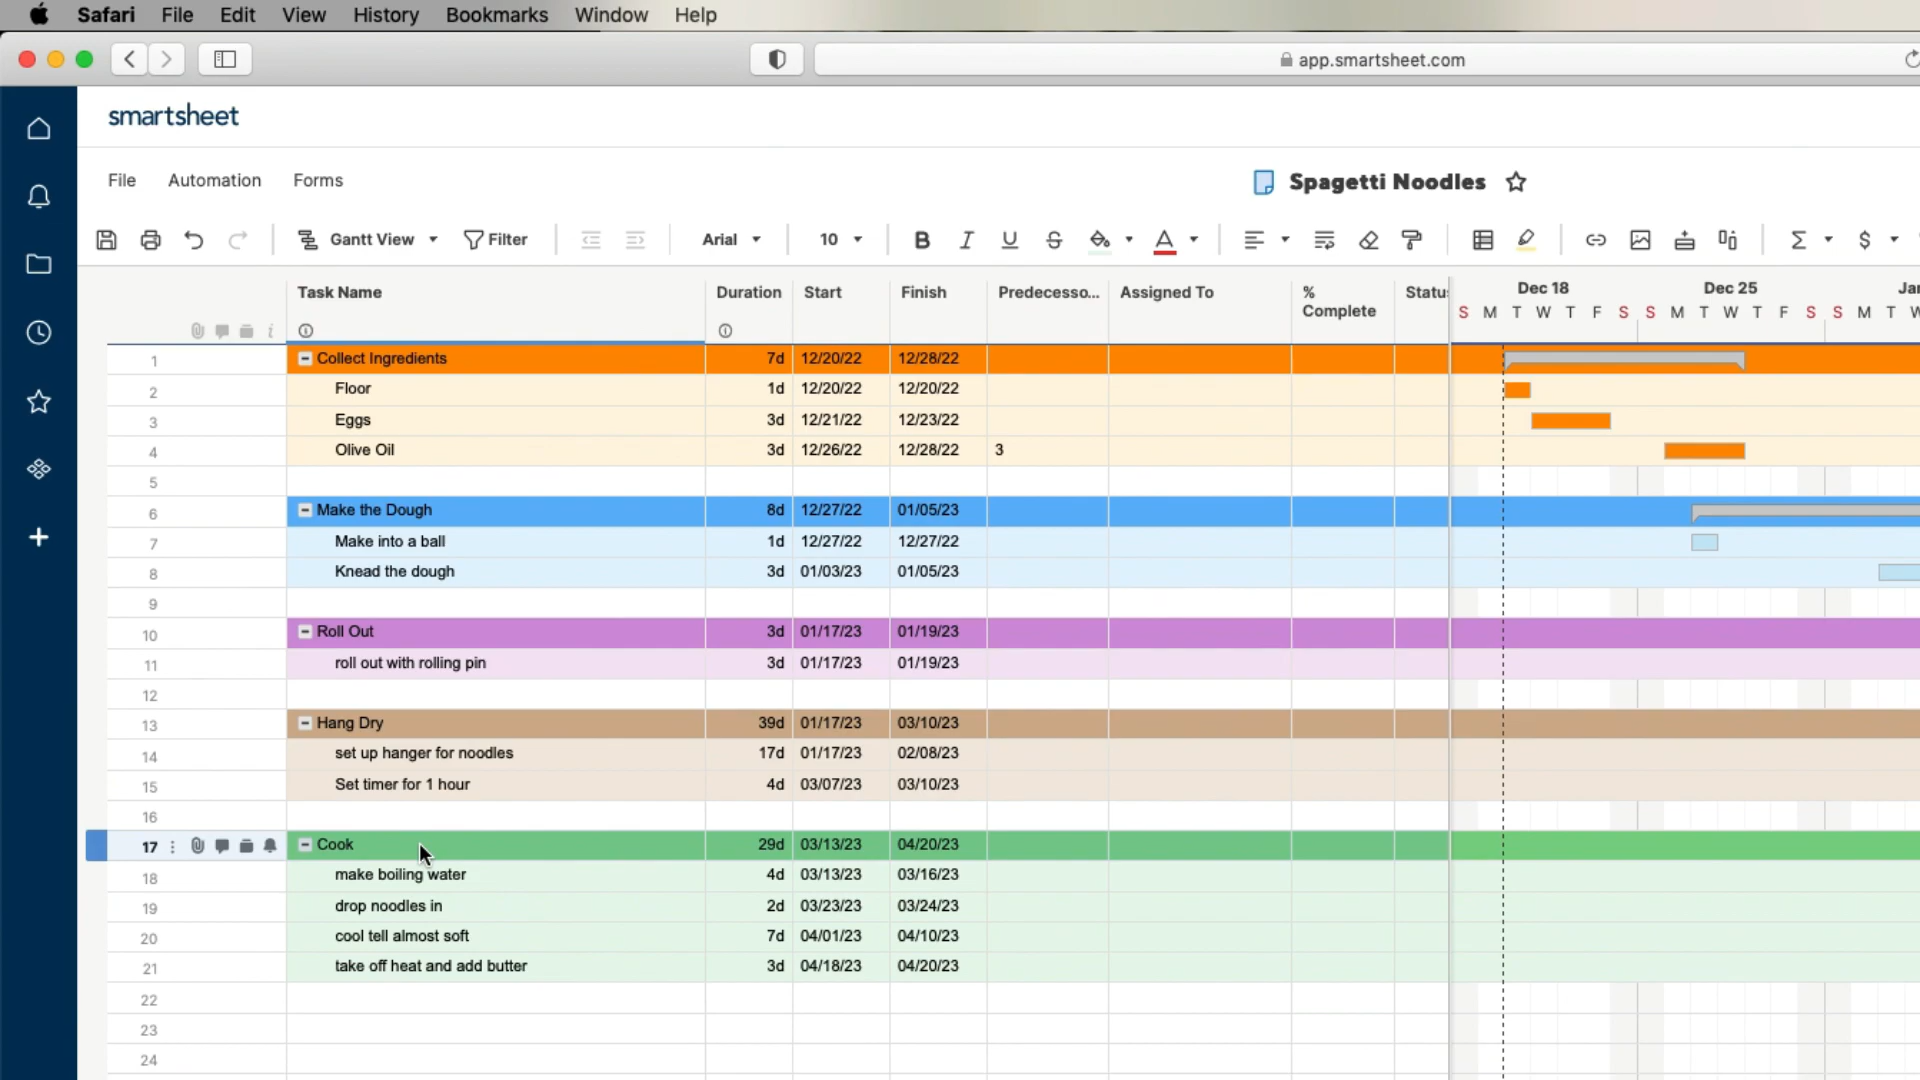 Safari File Edit View History Bookmarks Window Help
app.smartsheet.com
smartsheet
File Automation Forms
Spagetti Noodles
Gantt View Filter Arial 10 B I U S A Σ $
Task Name Duration Start Finish Predecesso... Assigned To % Complete Statu Dec 18 Dec 25 Jan
S M T W T F S S M T W T F S S M T W
1 Collect Ingredients 7d 12/20/22 12/28/22
2 Floor 1d 12/20/22 12/20/22
3 Eggs 3d 12/21/22 12/23/22
4 Olive Oil 3d 12/26/22 12/28/22 3
5
6 Make the Dough 8d 12/27/22 01/05/23
7 Make into a ball 1d 12/27/22 12/27/22
8 Knead the dough 3d 01/03/23 01/05/23
9
10 Roll Out 3d 01/17/23 01/19/23
11 roll out with rolling pin 3d 01/17/23 01/19/23
12
13 Hang Dry 39d 01/17/23 03/10/23
14 set up hanger for noodles 17d 01/17/23 02/08/23
15 Set timer for 1 hour 4d 03/07/23 03/10/23
16
17 Cook 29d 03/13/23 04/20/23
18 make boiling water 4d 03/13/23 03/16/23
19 drop noodles in 2d 03/23/23 03/24/23
20 cool tell almost soft 7d 04/01/23 04/10/23
21 take off heat and add butter 3d 04/18/23 04/20/23
22
23
24